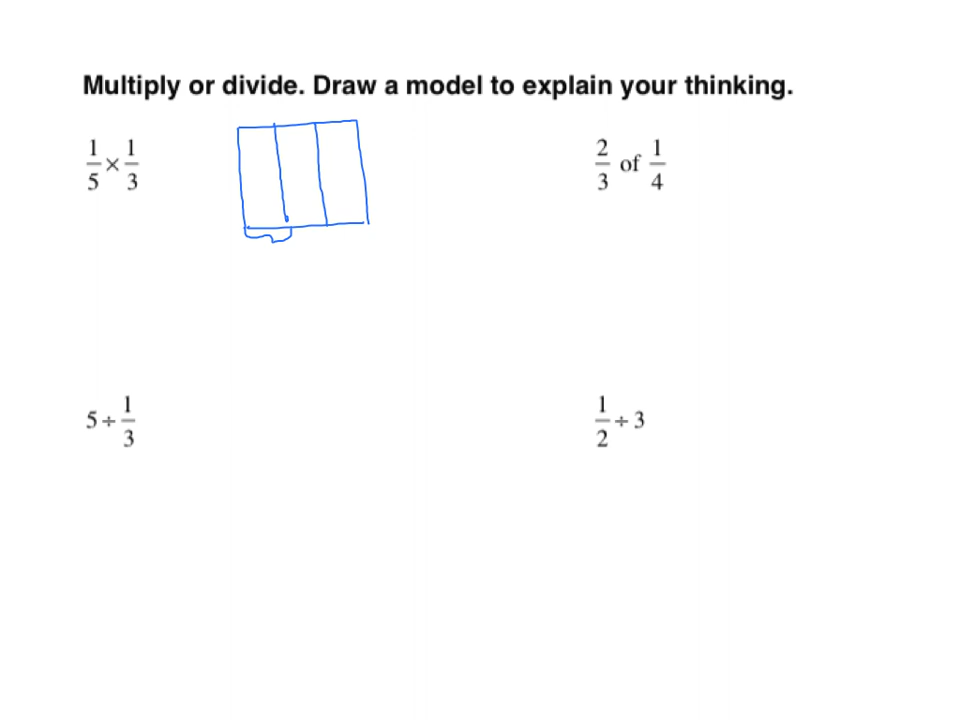 Multiply or divide. Draw a model to explain your thinking.
1/5 × 1/3
2/3 of 1/4
5 ÷ 1/3
1/2 ÷ 3